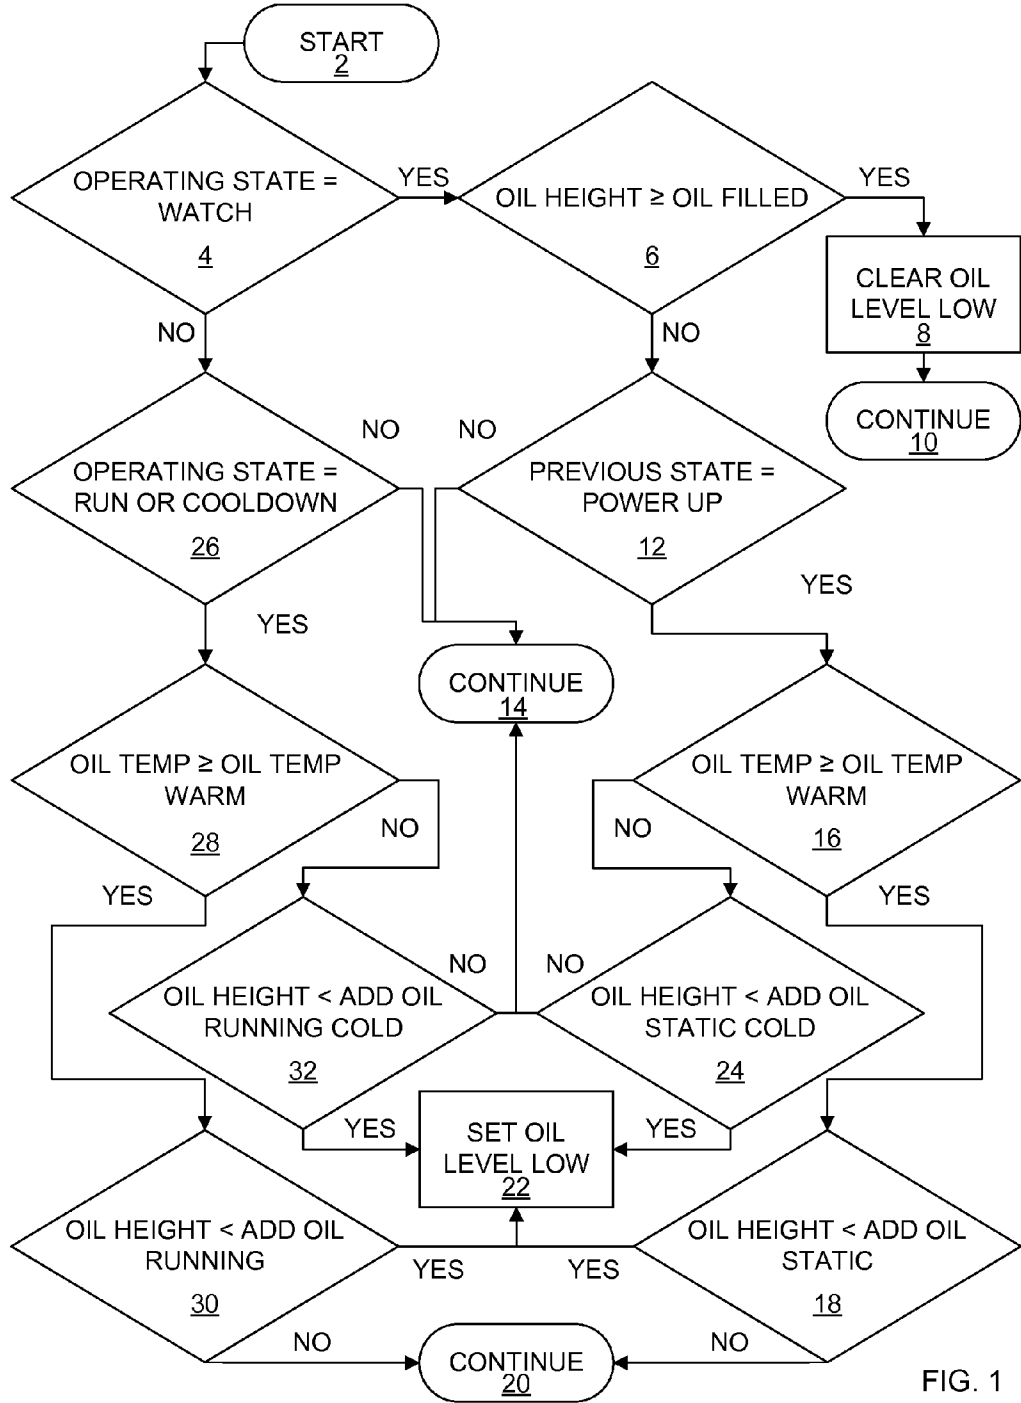 START
2
OPERATING STATE =
WATCH
4
YES
OIL HEIGHT ≥ OIL FILLED
6
YES
CLEAR OIL
LEVEL LOW
8
CONTINUE
10
NO
NO
OPERATING STATE =
RUN OR COOLDOWN
26
NO
NO
PREVIOUS STATE =
POWER UP
12
YES
YES
CONTINUE
14
OIL TEMP ≥ OIL TEMP
WARM
28
NO
YES
OIL TEMP ≥ OIL TEMP
WARM
16
NO
YES
OIL HEIGHT < ADD OIL
RUNNING COLD
32
NO
NO
OIL HEIGHT < ADD OIL
STATIC COLD
24
YES
SET OIL
LEVEL LOW
22
YES
OIL HEIGHT < ADD OIL
RUNNING
30
YES
YES
OIL HEIGHT < ADD OIL
STATIC
18
NO
CONTINUE
20
NO
FIG. 1